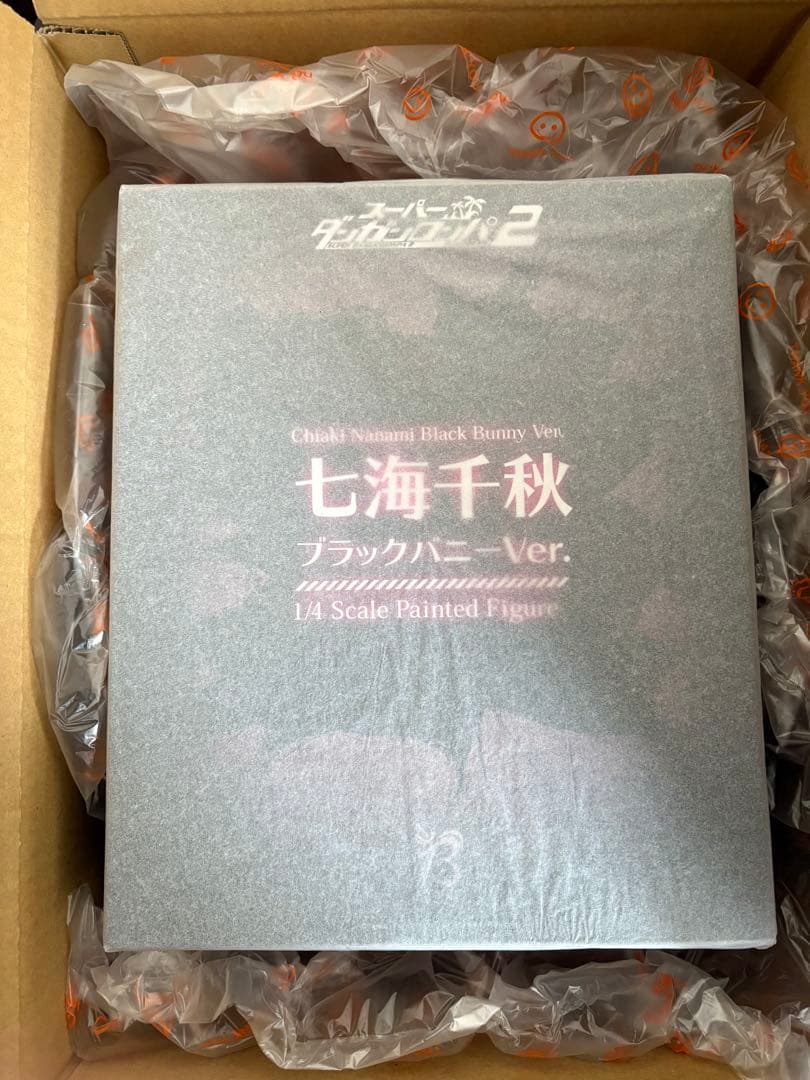 スーパー
ダンガンロンパ2
Chiaki Nanami Black Bunny Ver.
七海千秋
ブラックバニーVer.
1/4 Scale Painted Figure